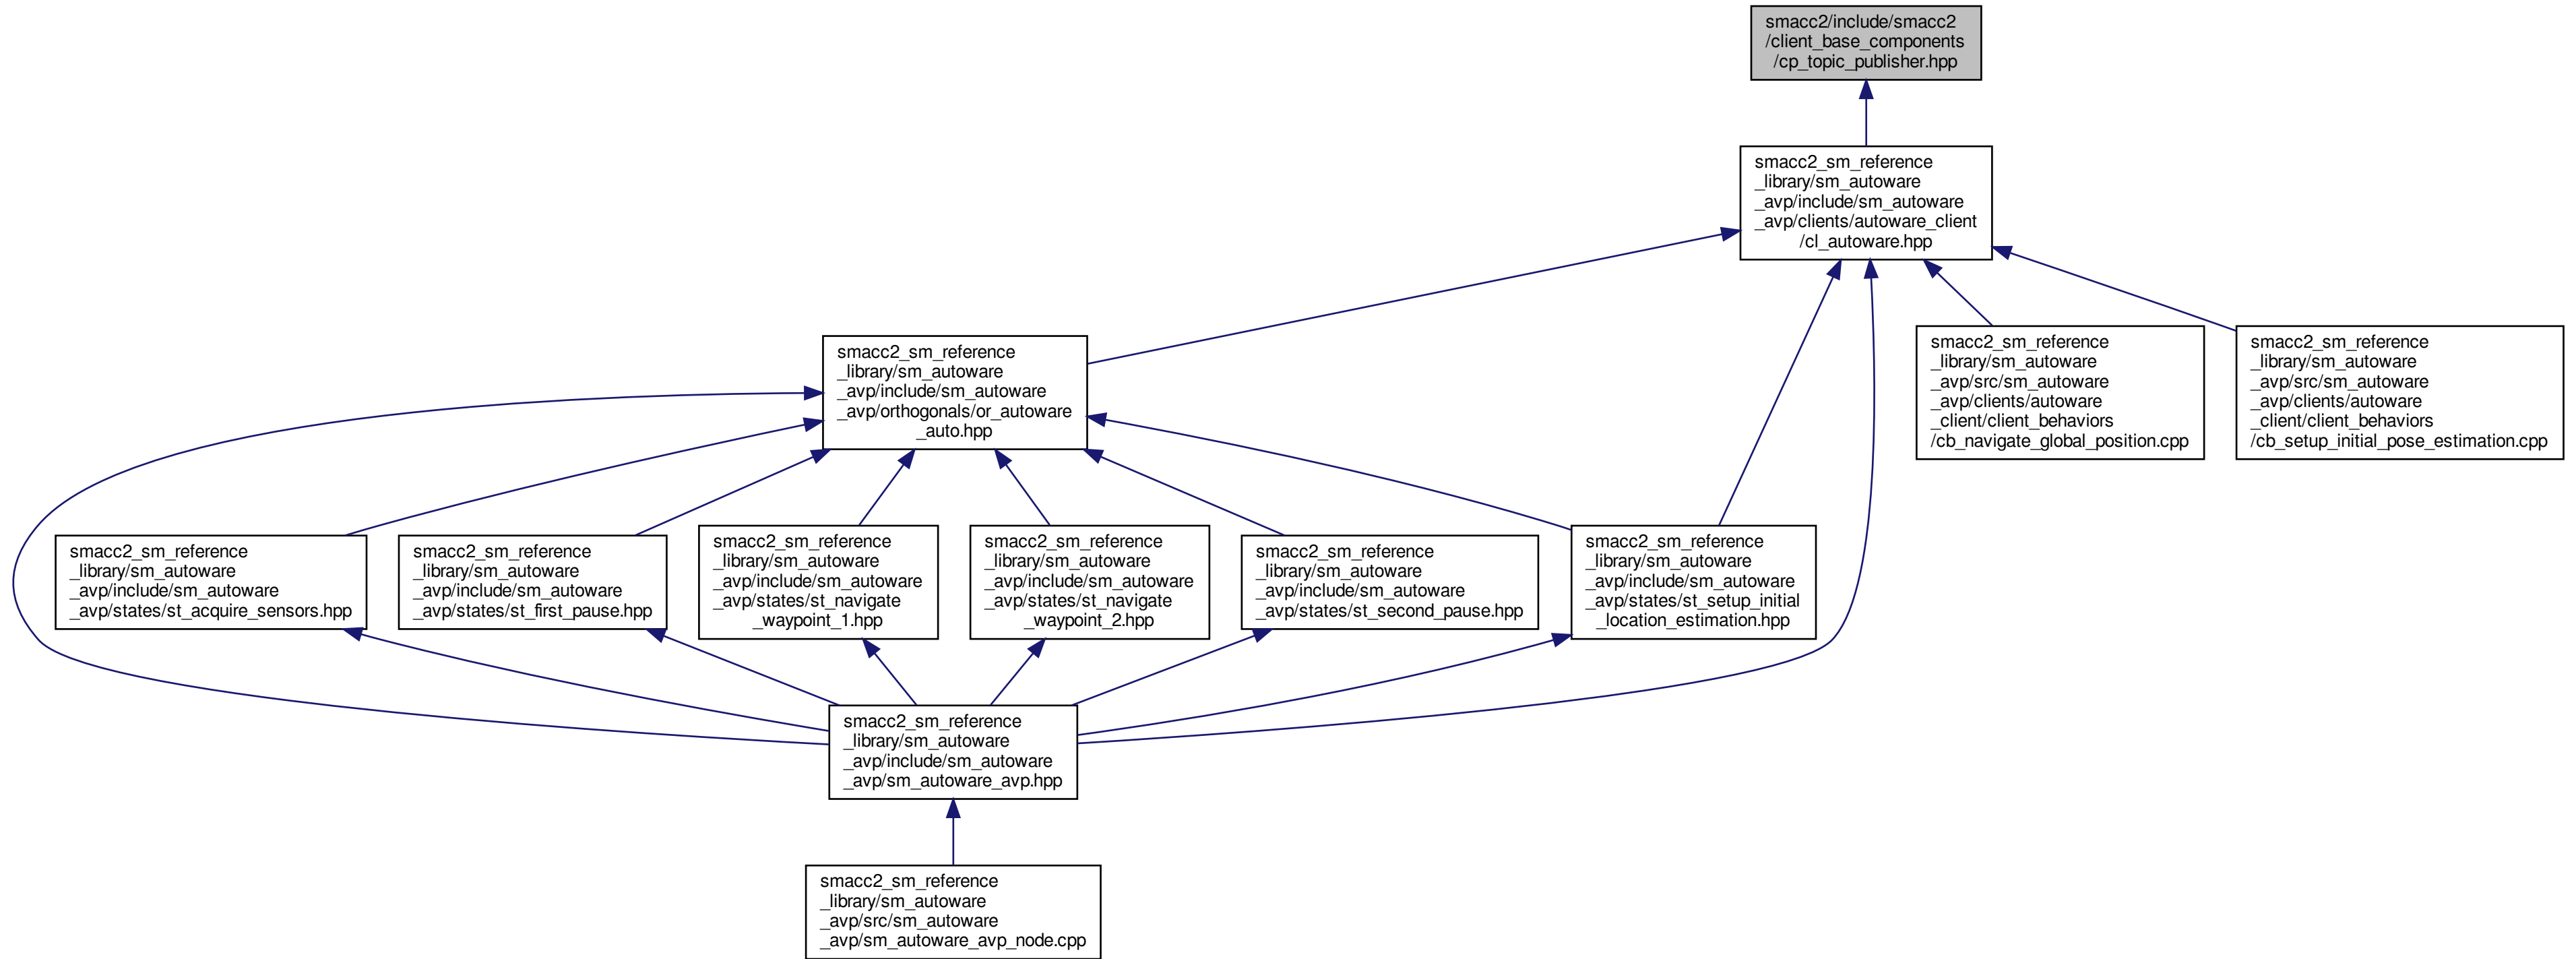 smacc2/include/smacc2
/client_base_components
/cp_topic_publisher.hpp
smacc2_sm_reference
_library/sm_autoware
_avp/include/sm_autoware
_avp/clients/autoware_client
/cl_autoware.hpp
smacc2_sm_reference
_library/sm_autoware
_avp/include/sm_autoware
_avp/orthogonals/or_autoware
_auto.hpp
smacc2_sm_reference
_library/sm_autoware
_avp/src/sm_autoware
_avp/clients/autoware
_client/client_behaviors
/cb_navigate_global_position.cpp
smacc2_sm_reference
_library/sm_autoware
_avp/src/sm_autoware
_avp/clients/autoware
_client/client_behaviors
/cb_setup_initial_pose_estimation.cpp
smacc2_sm_reference
_library/sm_autoware
_avp/include/sm_autoware
_avp/states/st_acquire_sensors.hpp
smacc2_sm_reference
_library/sm_autoware
_avp/include/sm_autoware
_avp/states/st_first_pause.hpp
smacc2_sm_reference
_library/sm_autoware
_avp/include/sm_autoware
_avp/states/st_navigate
_waypoint_1.hpp
smacc2_sm_reference
_library/sm_autoware
_avp/include/sm_autoware
_avp/states/st_navigate
_waypoint_2.hpp
smacc2_sm_reference
_library/sm_autoware
_avp/include/sm_autoware
_avp/states/st_second_pause.hpp
smacc2_sm_reference
_library/sm_autoware
_avp/include/sm_autoware
_avp/states/st_setup_initial
_location_estimation.hpp
smacc2_sm_reference
_library/sm_autoware
_avp/include/sm_autoware
_avp/sm_autoware_avp.hpp
smacc2_sm_reference
_library/sm_autoware
_avp/src/sm_autoware
_avp/sm_autoware_avp_node.cpp